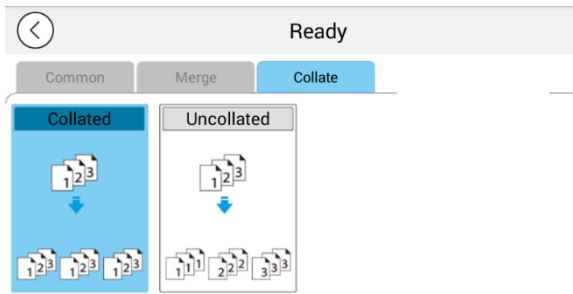 Ready
Common Merge Collate
Collated Uncollated
1 2 3 1 2 3
1 2 3 1 2 3 1 2 3 1 1 1 2 2 2 3 3 3